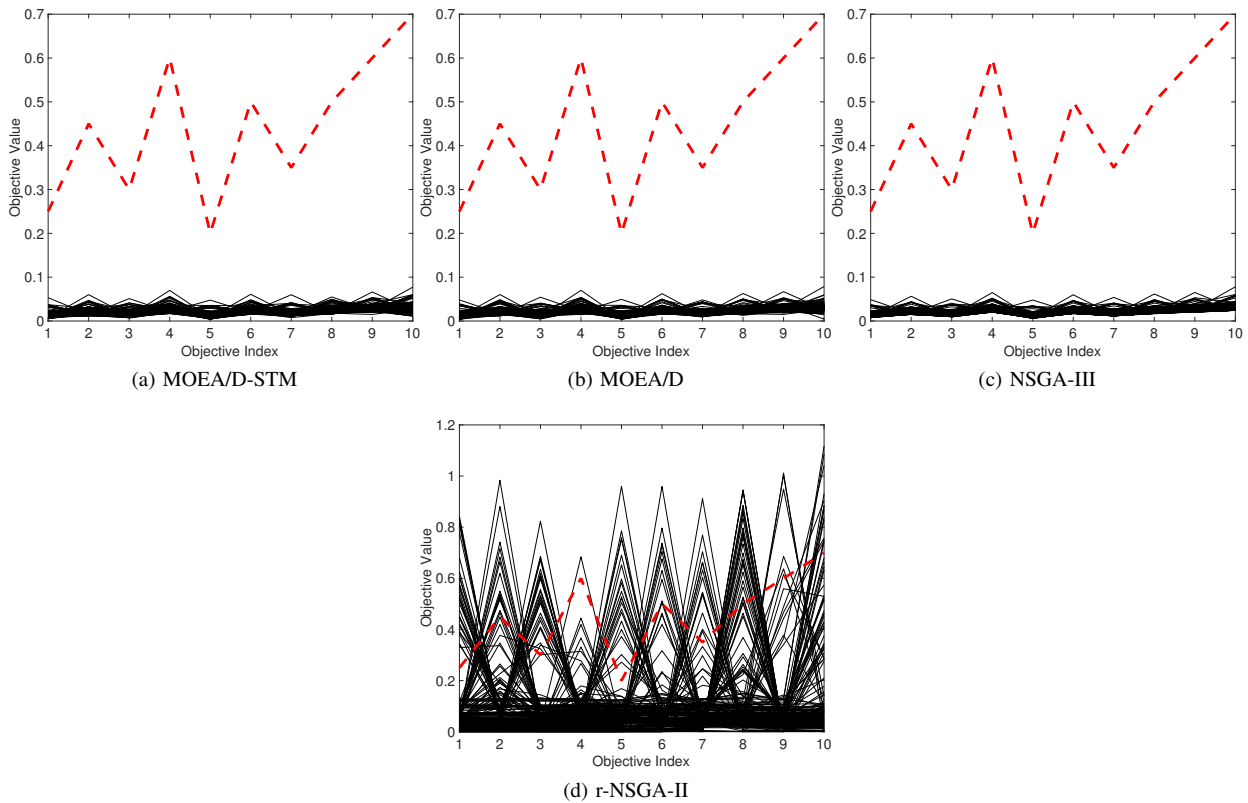 0.7
0.6
0.5
0.4
0.3
0.2
0.1
0
Objective Value
1 2 3 4 5 6 7 8 9 10
Objective Index
(a) MOEA/D-STM
0.7
0.6
0.5
0.4
0.3
0.2
0.1
0
Objective Value
1 2 3 4 5 6 7 8 9 10
Objective Index
(b) MOEA/D
0.7
0.6
0.5
0.4
0.3
0.2
0.1
0
Objective Value
1 2 3 4 5 6 7 8 9 10
Objective Index
(c) NSGA-III
1.2
1
0.8
0.6
0.4
0.2
0
Objective Value
1 2 3 4 5 6 7 8 9 10
Objective Index
(d) r-NSGA-II